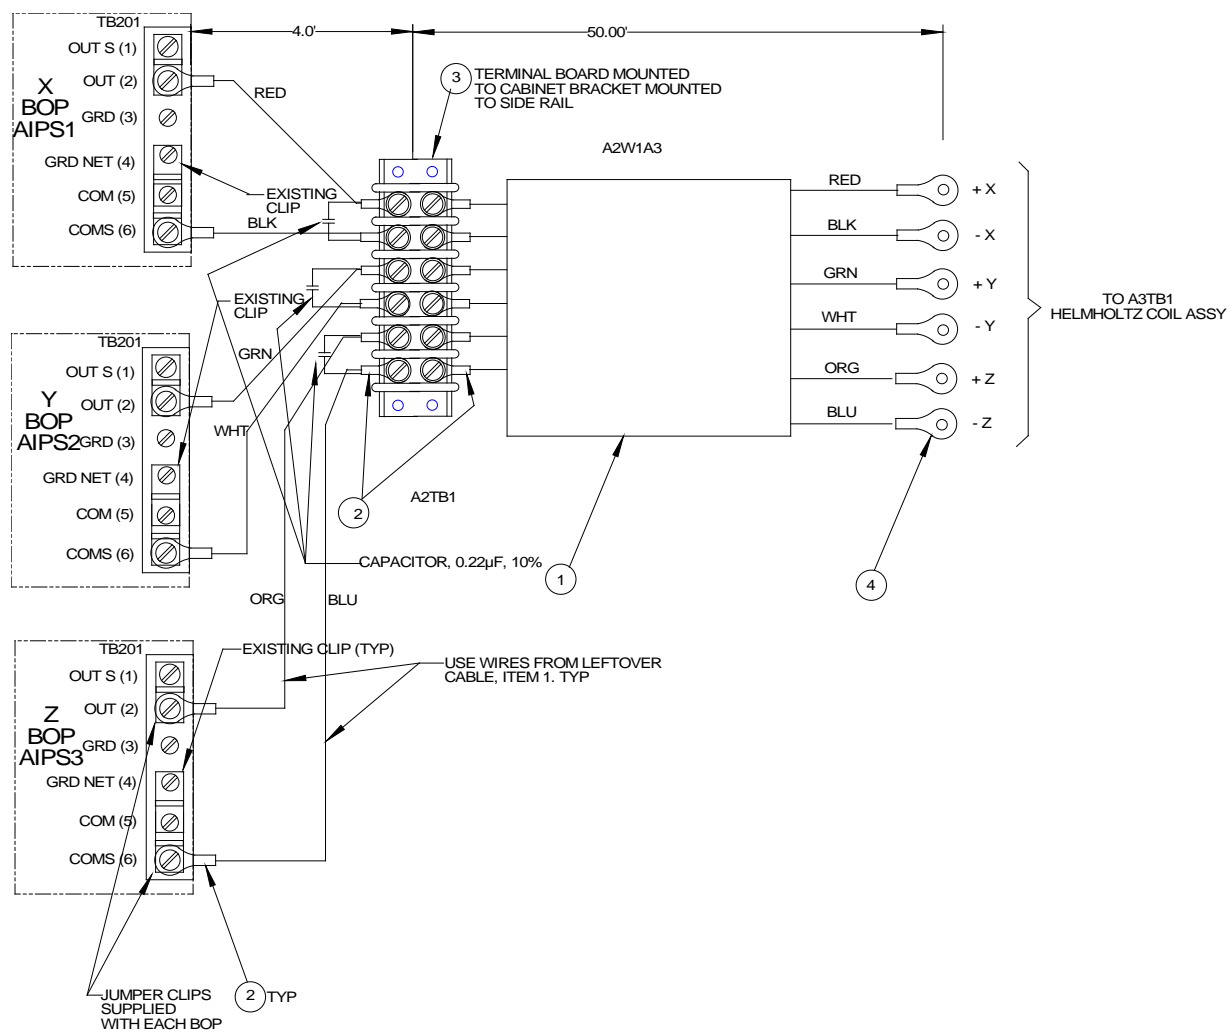 TB201
4.0'
50.00'
OUT S (1)
X
BOP
AIPS1
OUT (2)
RED
GRD (3)
GRD NET (4)
COM (5)
EXISTING
CLIP
BLK
COMS (6)
3
TERMINAL BOARD MOUNTED
TO CABINET BRACKET MOUNTED
TO SIDE RAIL
A2W1A3
RED
+ X
BLK
- X
GRN
+ Y
WHT
- Y
ORG
+ Z
BLU
- Z
TO A3TB1
HELMHOLTZ COIL ASSY
EXISTING
CLIP
TB201
OUT S (1)
GRN
Y
BOP
AIPS2
OUT (2)
WHT
GRD (3)
GRD NET (4)
COM (5)
COMS (6)
2
A2TB1
CAPACITOR, 0.22µF, 10%
1
4
ORG
BLU
TB201
EXISTING CLIP (TYP)
OUT S (1)
USE WIRES FROM LEFTOVER
CABLE, ITEM 1. TYP
Z
BOP
AIPS3
OUT (2)
GRD (3)
GRD NET (4)
COM (5)
COMS (6)
JUMPER CLIPS
SUPPLIED
WITH EACH BOP
2 TYP